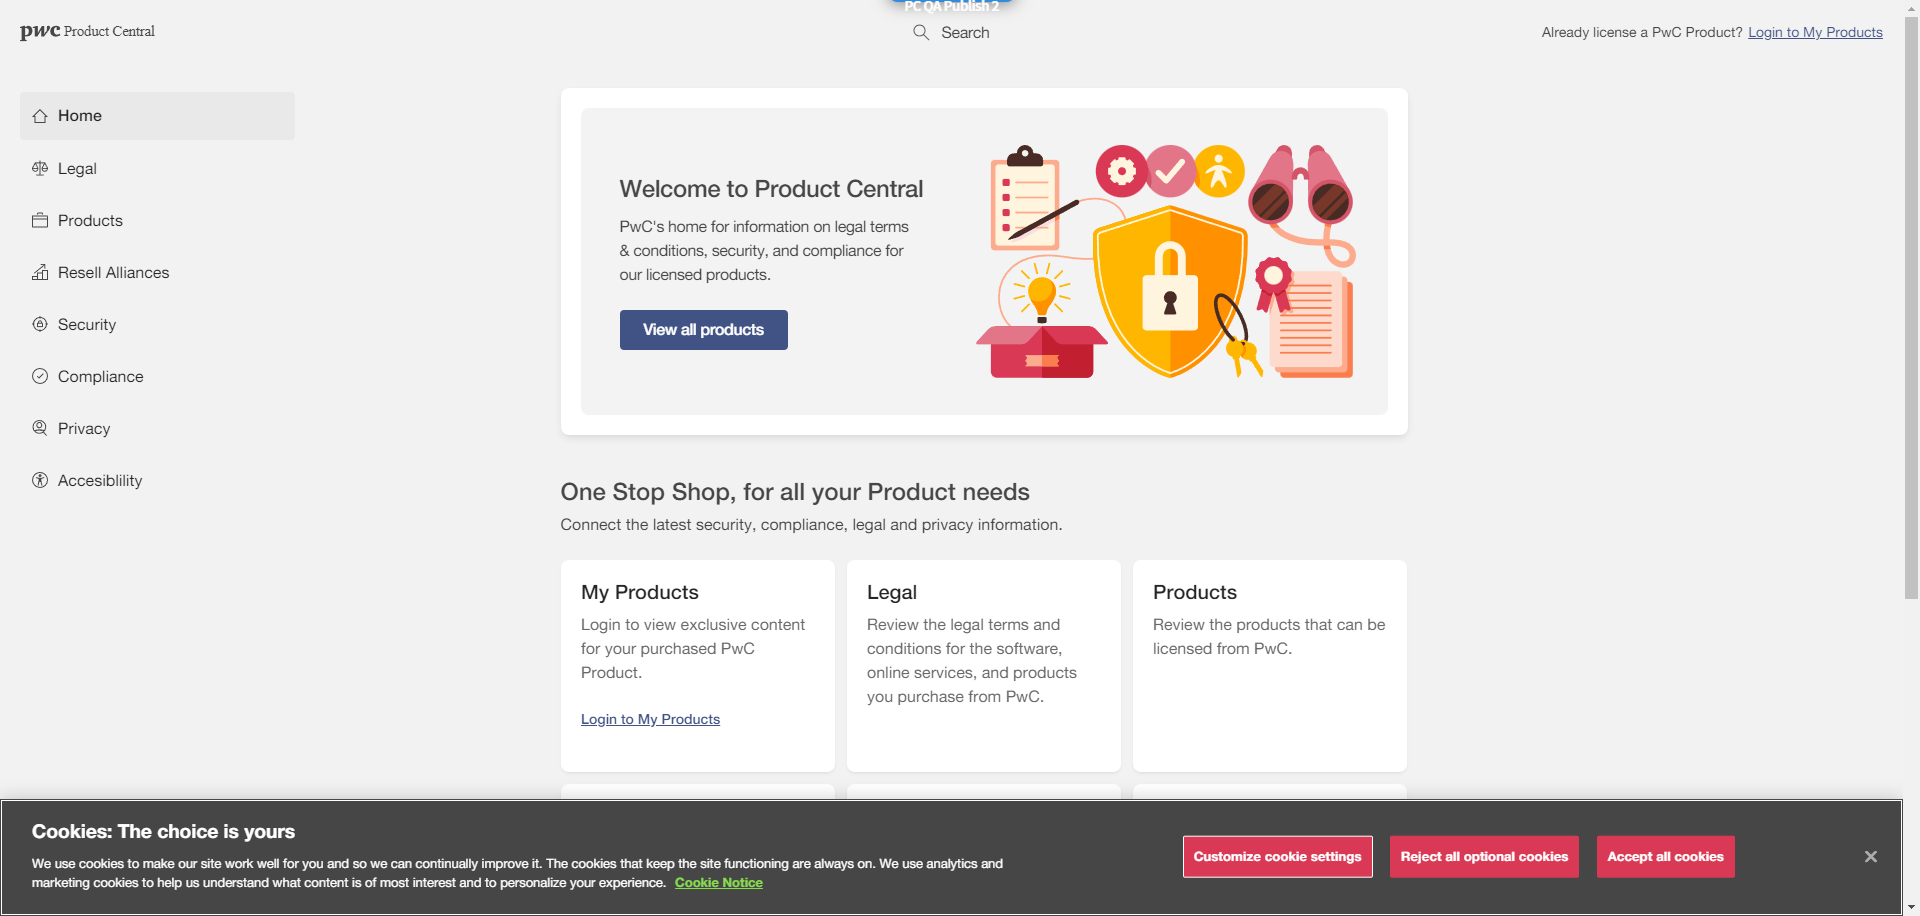 PC QA Publish 2
pwc Product Central
Search
Already license a PwC Product? Login to My Products
Home
Legal
Products
Resell Alliances
Security
Compliance
Privacy
Accesiblility
Welcome to Product Central
PwC's home for information on legal terms
& conditions, security, and compliance for
our licensed products.
View all products
One Stop Shop, for all your Product needs
Connect the latest security, compliance, legal and privacy information.
My Products
Login to view exclusive content
for your purchased PwC
Product.
Login to My Products
Legal
Review the legal terms and
conditions for the software,
online services, and products
you purchase from PwC.
Products
Review the products that can be
licensed from PwC.
Cookies: The choice is yours
We use cookies to make our site work well for you and so we can continually improve it. The cookies that keep the site functioning are always on. We use analytics and
marketing cookies to help us understand what content is of most interest and to personalize your experience. Cookie Notice
Customize cookie settings
Reject all optional cookies
Accept all cookies